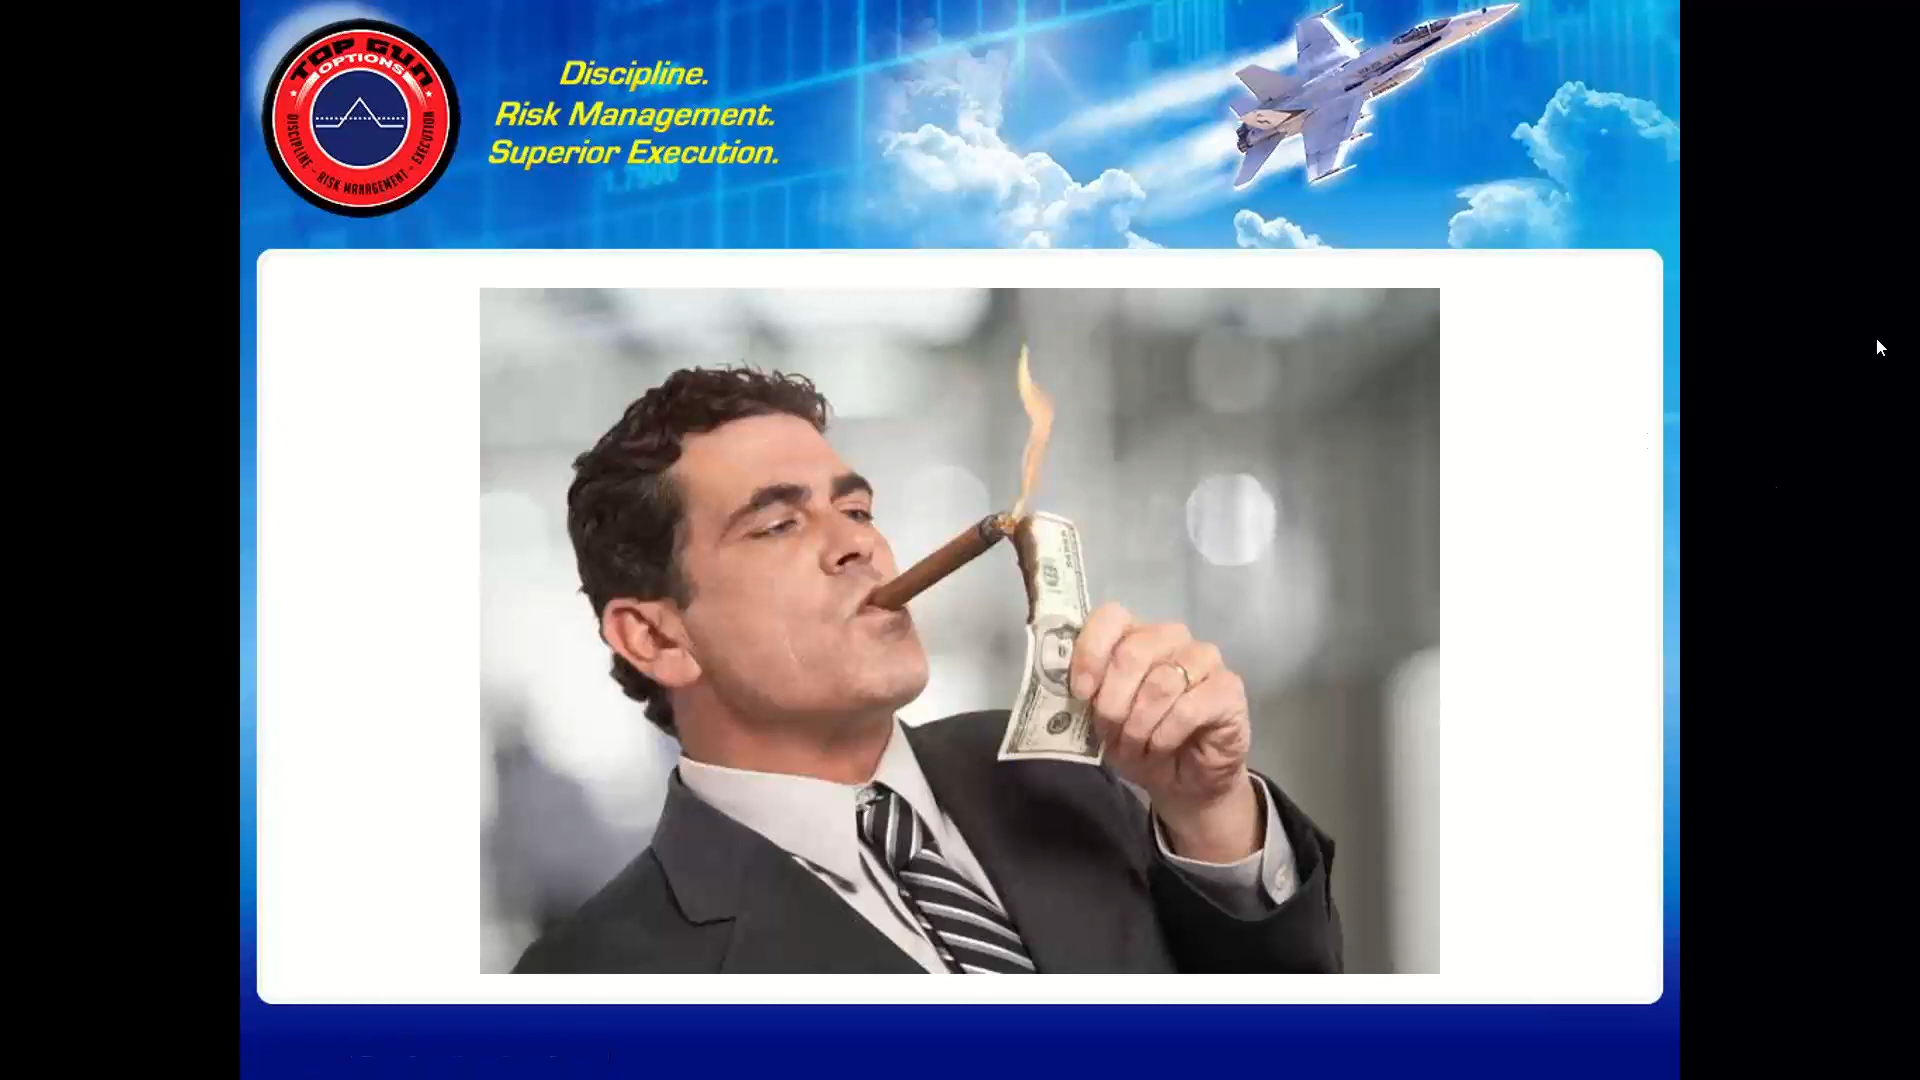 TOP GUN
OPTIONS
DISCIPLINE - RISK MANAGEMENT - EXECUTION
Discipline.
Risk Management.
Superior Execution.